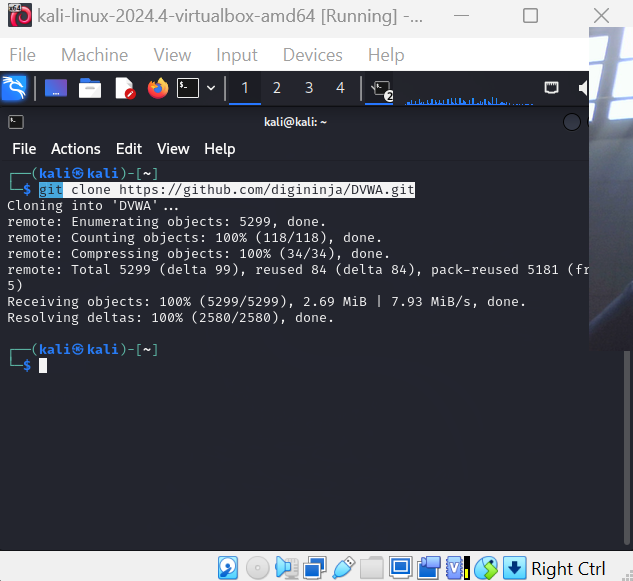 kali-linux-2024.4-virtualbox-amd64 [Running] -...
File Machine View Input Devices Help
1 2 3 4 2
kali@kali: ~
File Actions Edit View Help
┌──(kali㉿kali)-[~]
└─$ git clone https://github.com/digininja/DVWA.git
Cloning into 'DVWA'...
remote: Enumerating objects: 5299, done.
remote: Counting objects: 100% (118/118), done.
remote: Compressing objects: 100% (34/34), done.
remote: Total 5299 (delta 99), reused 84 (delta 84), pack-reused 5181 (fr
5)
Receiving objects: 100% (5299/5299), 2.69 MiB | 7.93 MiB/s, done.
Resolving deltas: 100% (2580/2580), done.
┌──(kali㉿kali)-[~]
└─$
Right Ctrl